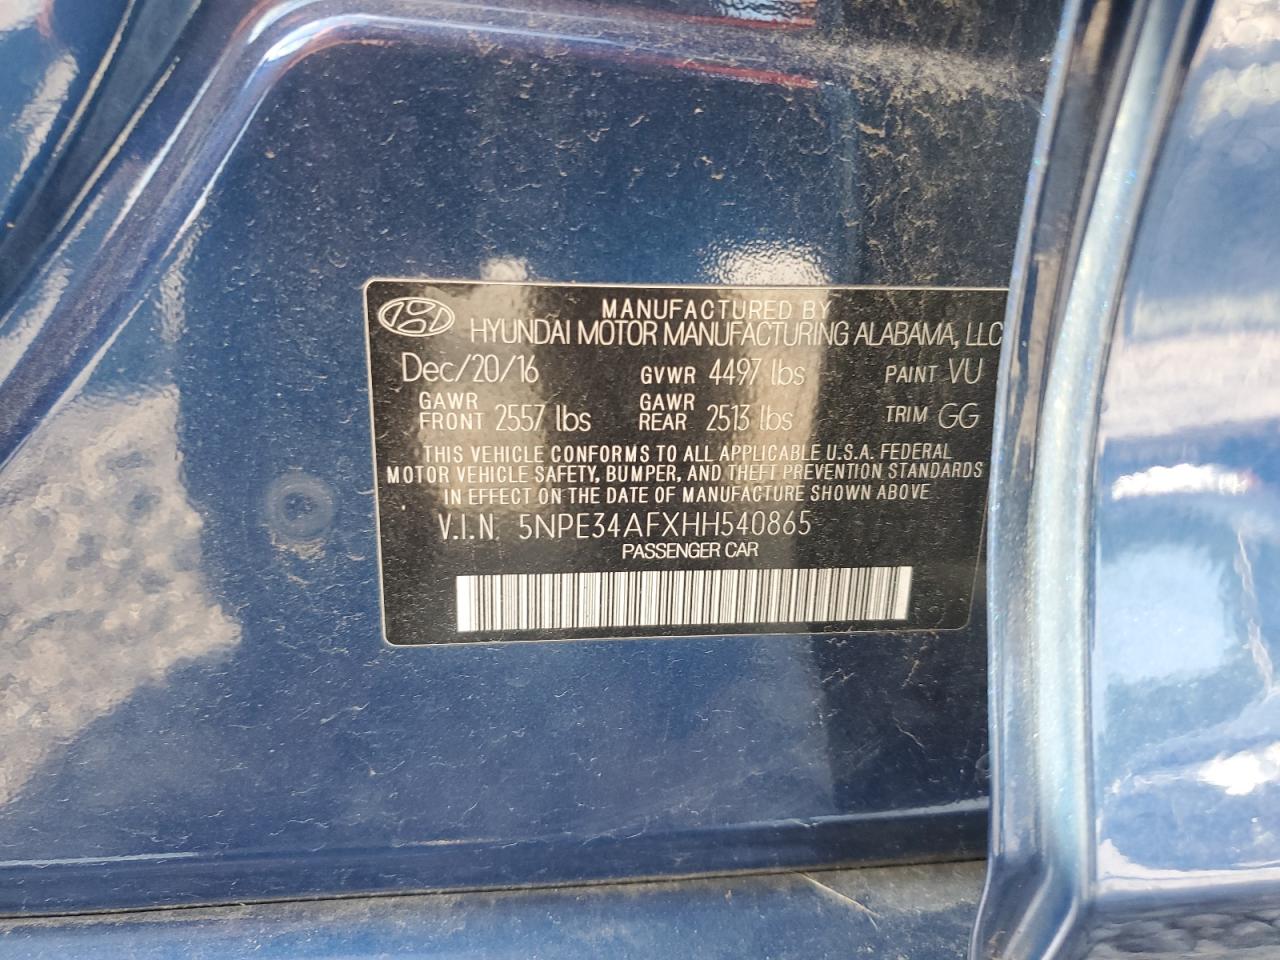 MANUFACTURED BY
HYUNDAI MOTOR MANUFACTURING ALABAMA, LLC
Dec/20/16 GVWR 4497 lbs PAINT VU
GAWR FRONT 2557 lbs GAWR REAR 2513 lbs TRIM GG
THIS VEHICLE CONFORMS TO ALL APPLICABLE U.S.A. FEDERAL
MOTOR VEHICLE SAFETY, BUMPER, AND THEFT PREVENTION STANDARDS
IN EFFECT ON THE DATE OF MANUFACTURE SHOWN ABOVE
V.I.N. 5NPE34AFXHH540865
PASSENGER CAR